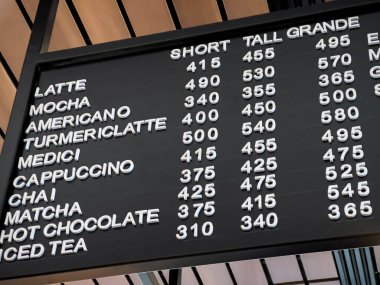 SHORT TALL GRANDE
LATTE 415 455 495
MOCHA 490 530 570
AMERICANO 340 355 365
TURMERICLATTE 400 450 500
MEDICI 500 540 580
CAPPUCCINO 415 455 495
CHAI 375 425 475
MATCHA 425 465 525
HOT CHOCOLATE 375 415 545
ICED TEA 310 340 365